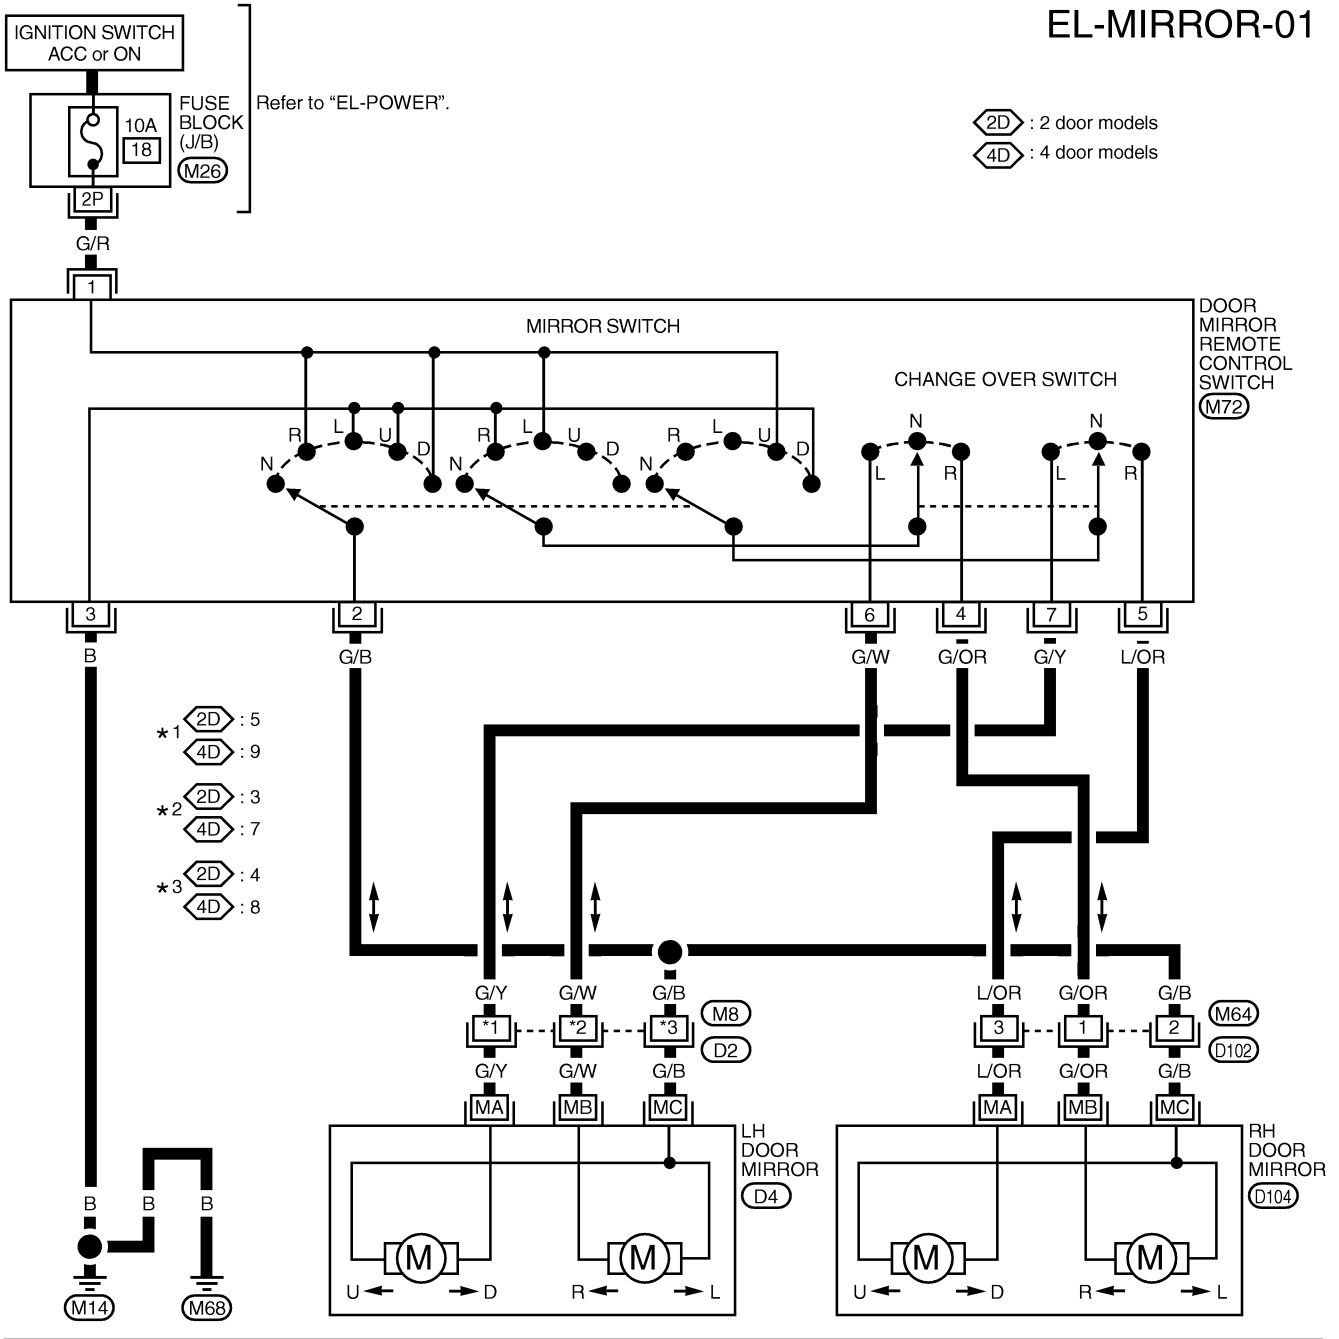 EL-MIRROR-01
IGNITION SWITCH
ACC or ON
FUSE
BLOCK
(J/B)
M26
10A
18
2P
Refer to “EL-POWER”.
2D : 2 door models
4D : 4 door models
G/R
1
DOOR
MIRROR
REMOTE
CONTROL
SWITCH
M72
MIRROR SWITCH
CHANGE OVER SWITCH
N R L U D
N R L U D
N R L U D
L N R
L N R
3 2 6 4 7 5
B G/B G/W G/OR G/Y L/OR
*1 2D : 5
4D : 9
*2 2D : 3
4D : 7
*3 2D : 4
4D : 8
G/Y G/W G/B L/OR G/OR G/B
*1 *2 *3 M8 3 1 2 M64
D2 D102
G/Y G/W G/B L/OR G/OR G/B
MA MB MC MA MB MC
LH
DOOR
MIRROR
D4
RH
DOOR
MIRROR
D104
B B B
M M M M
U D R L U D R L
M14 M68